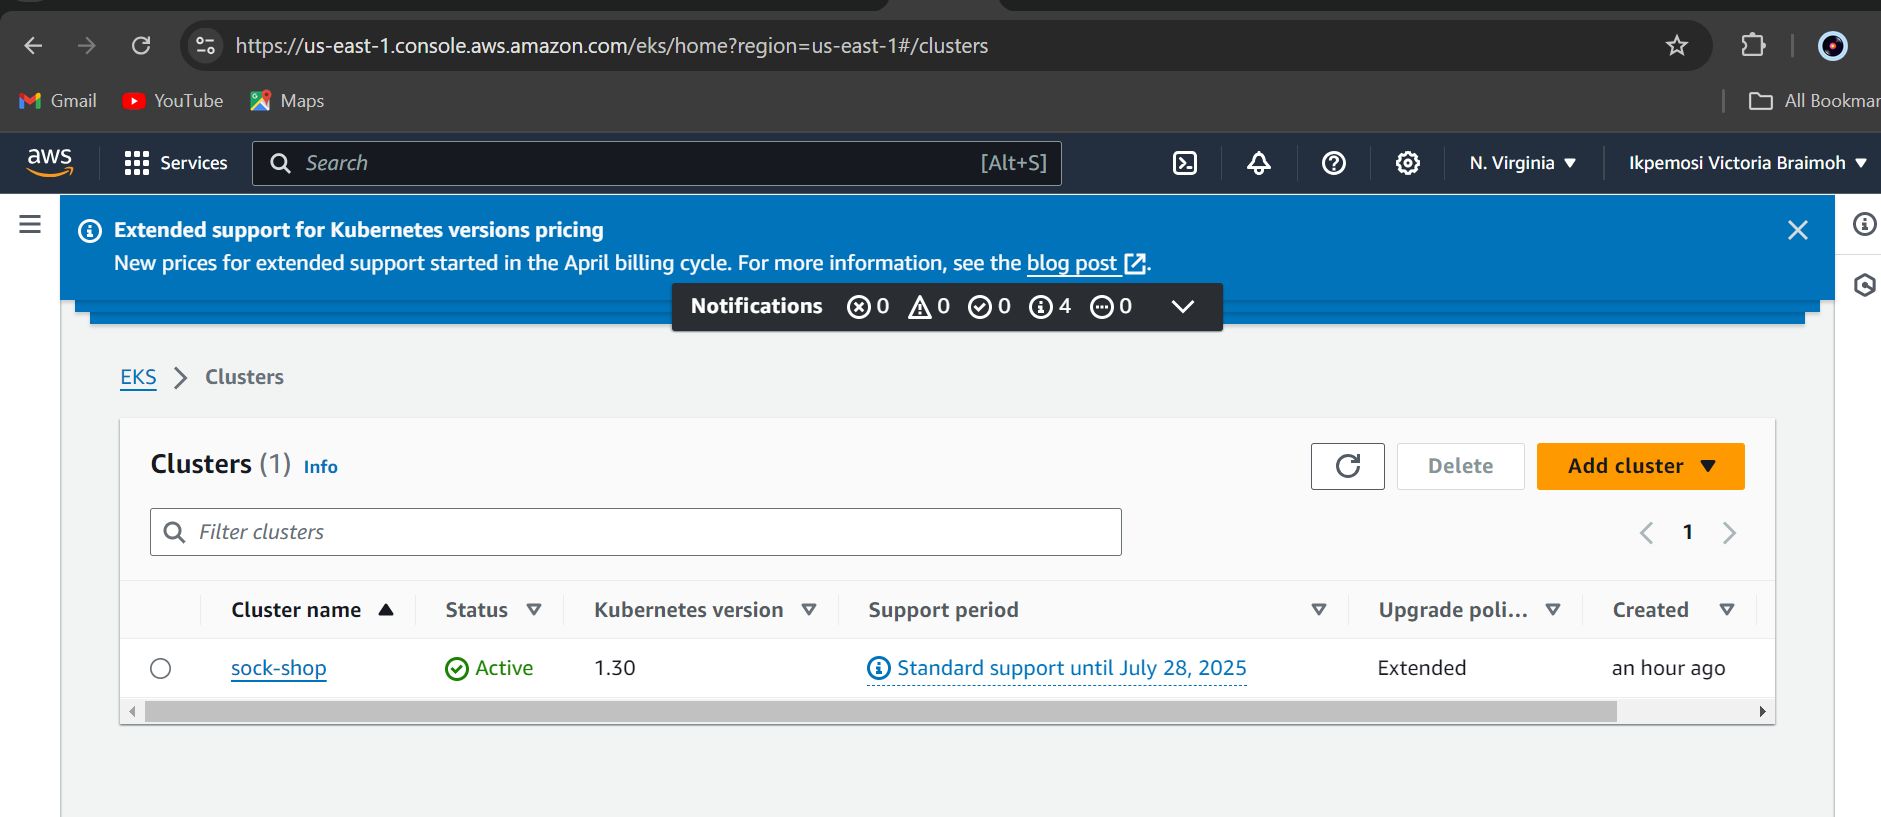 https://us-east-1.console.aws.amazon.com/eks/home?region=us-east-1#/clusters
Gmail YouTube Maps All Bookmar
aws Services Search [Alt+S] N. Virginia Ikpemosi Victoria Braimoh
Extended support for Kubernetes versions pricing
New prices for extended support started in the April billing cycle. For more information, see the blog post.
Notifications 0 0 0 4 0
EKS Clusters
Clusters (1) Info Delete Add cluster
Filter clusters 1
Cluster name Status Kubernetes version Support period Upgrade poli... Created
sock-shop Active 1.30 Standard support until July 28, 2025 Extended an hour ago